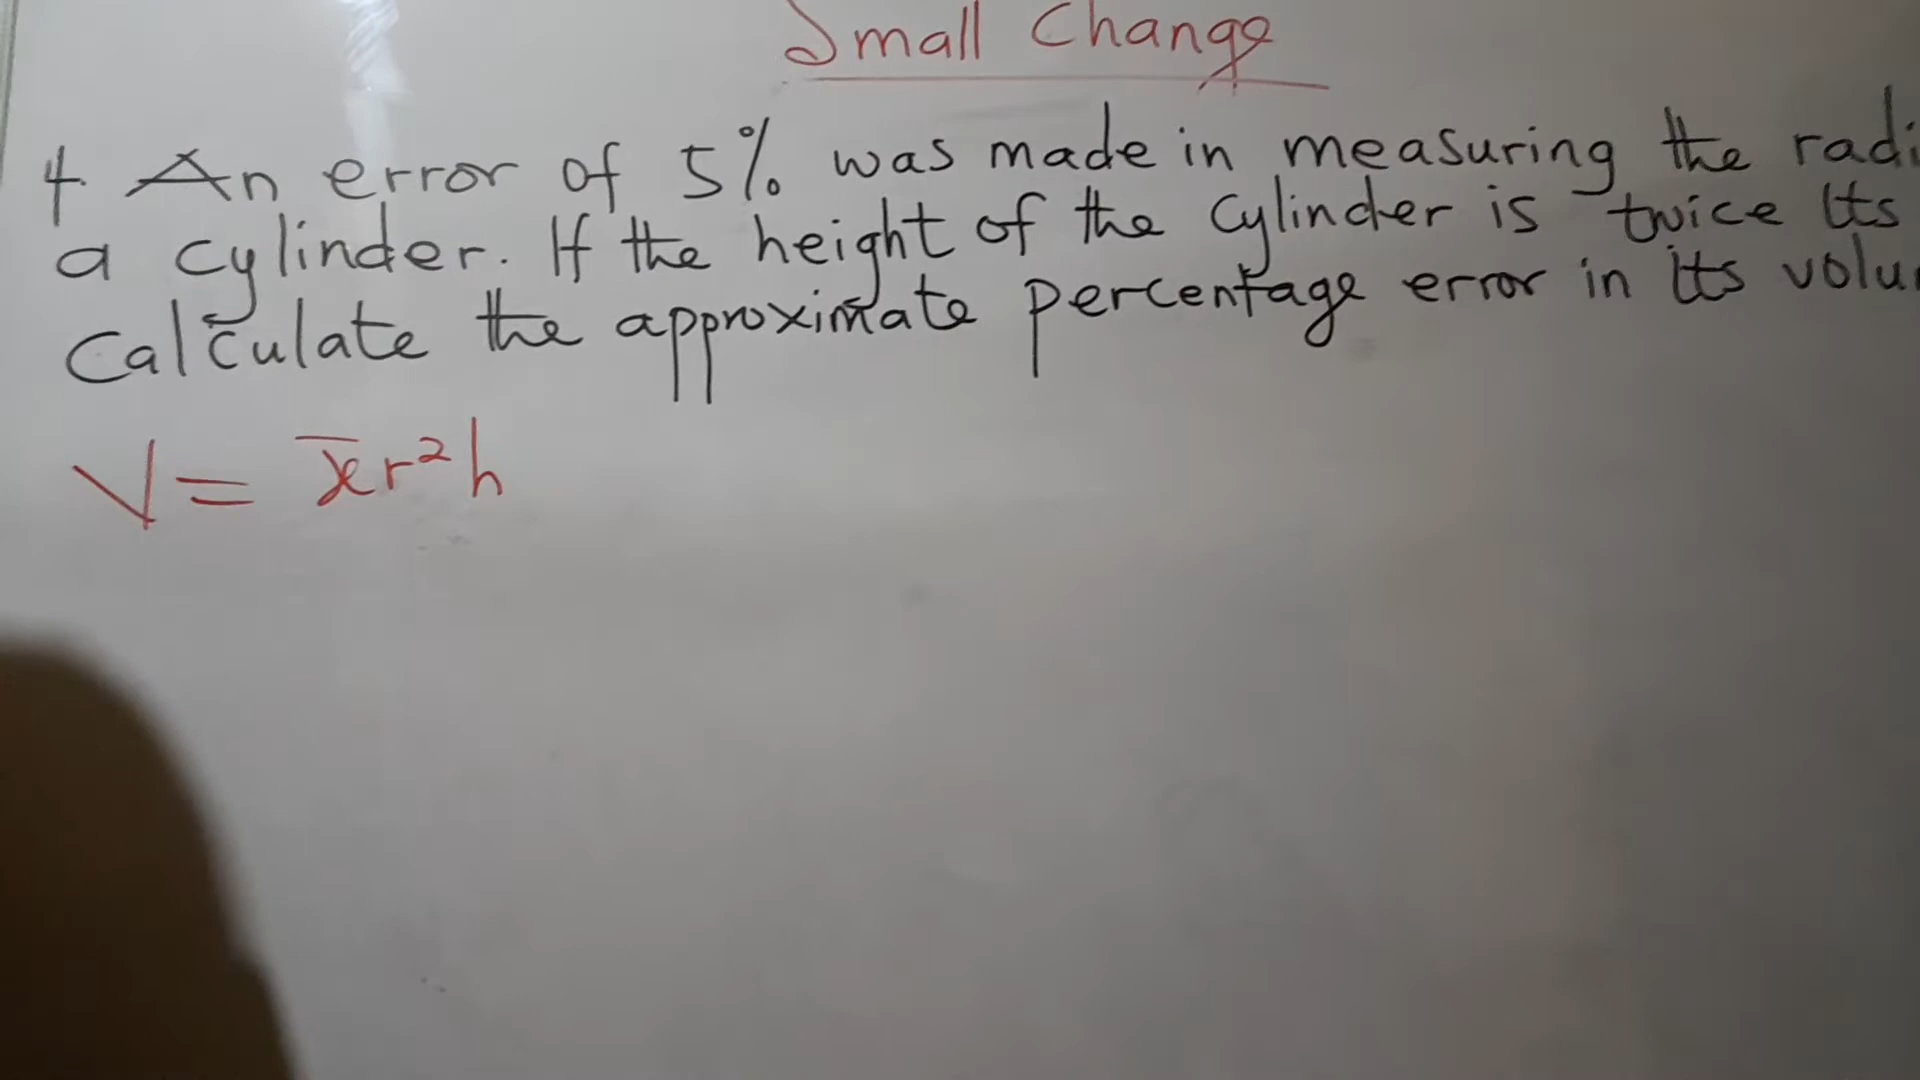 Small Change
4. An error of 5% was made in measuring the radi
a cylinder. If the height of the cylinder is twice its
Calculate the approximate percentage error in its volu
V = πr²h